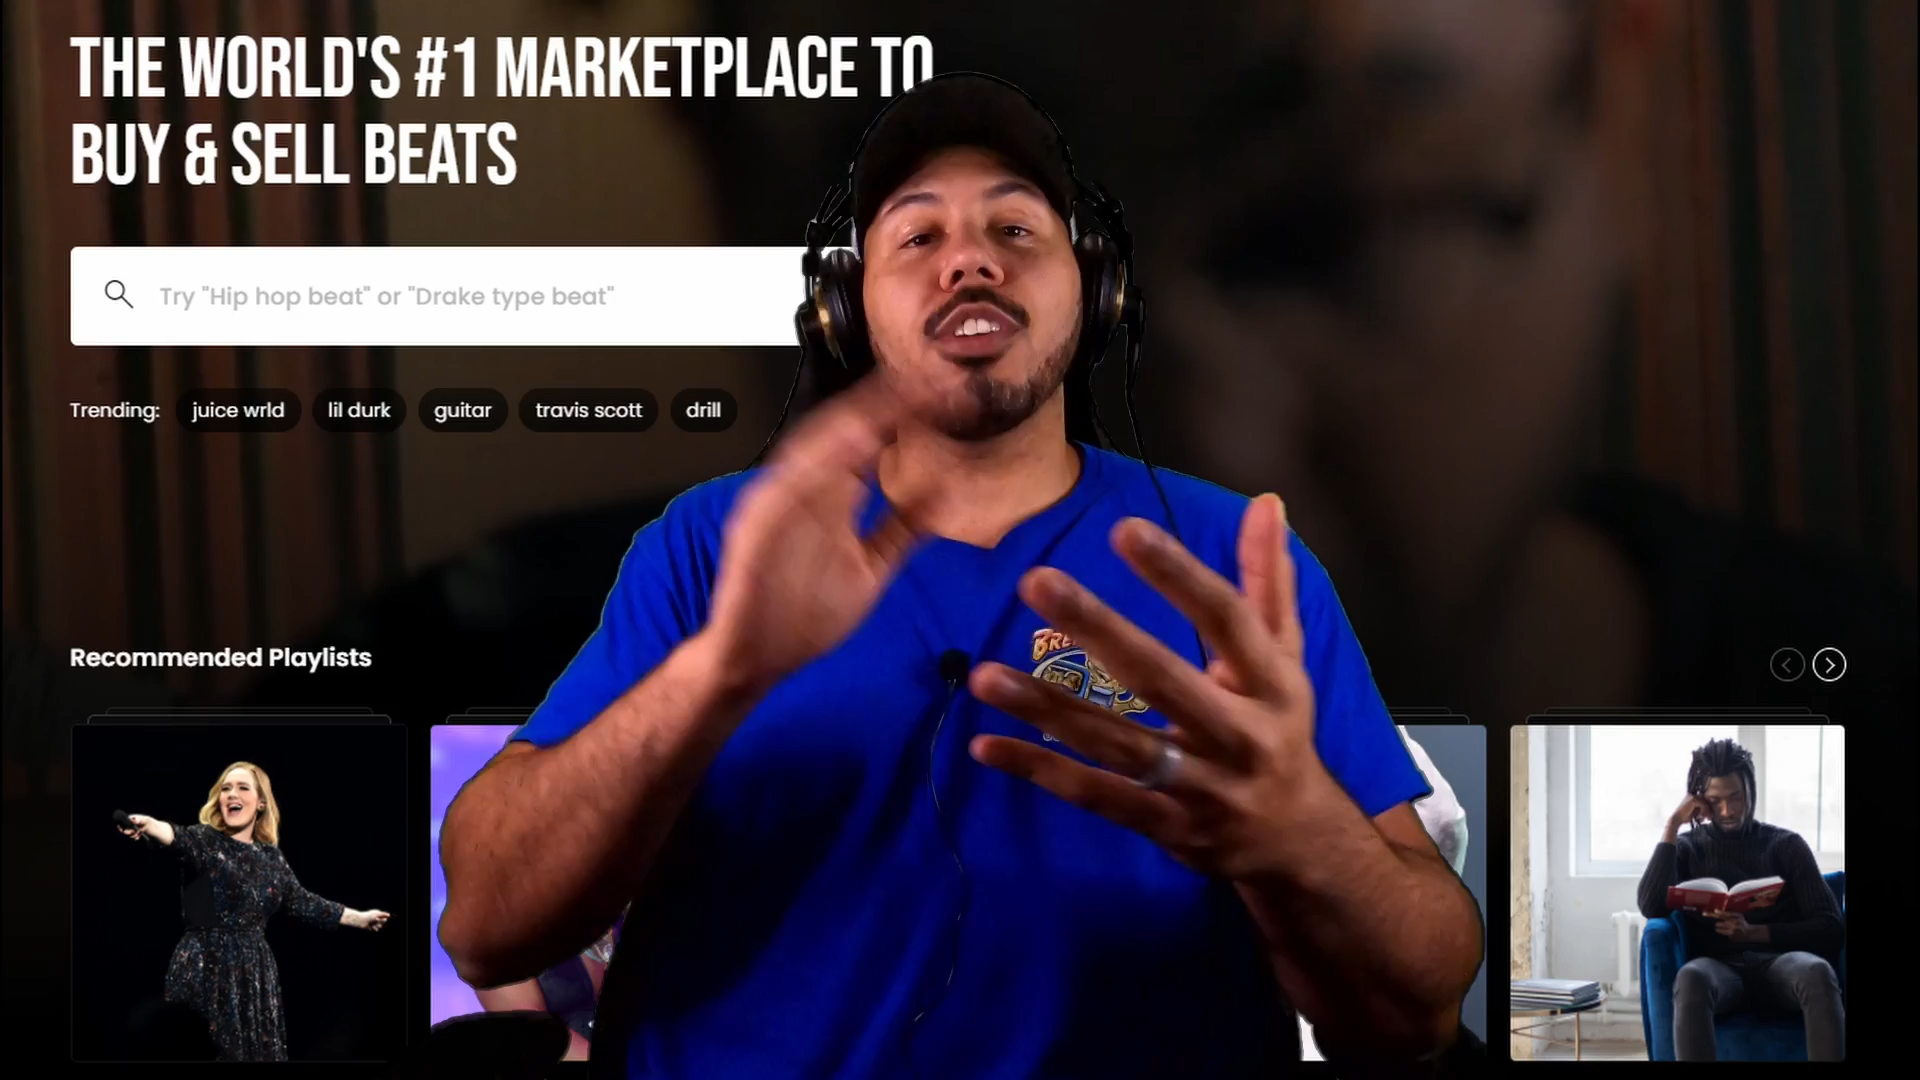 THE WORLD'S #1 MARKETPLACE TO
BUY & SELL BEATS
Try "Hip hop beat" or "Drake type beat"
Trending: juice wrld lil durk guitar travis scott drill
Recommended Playlists